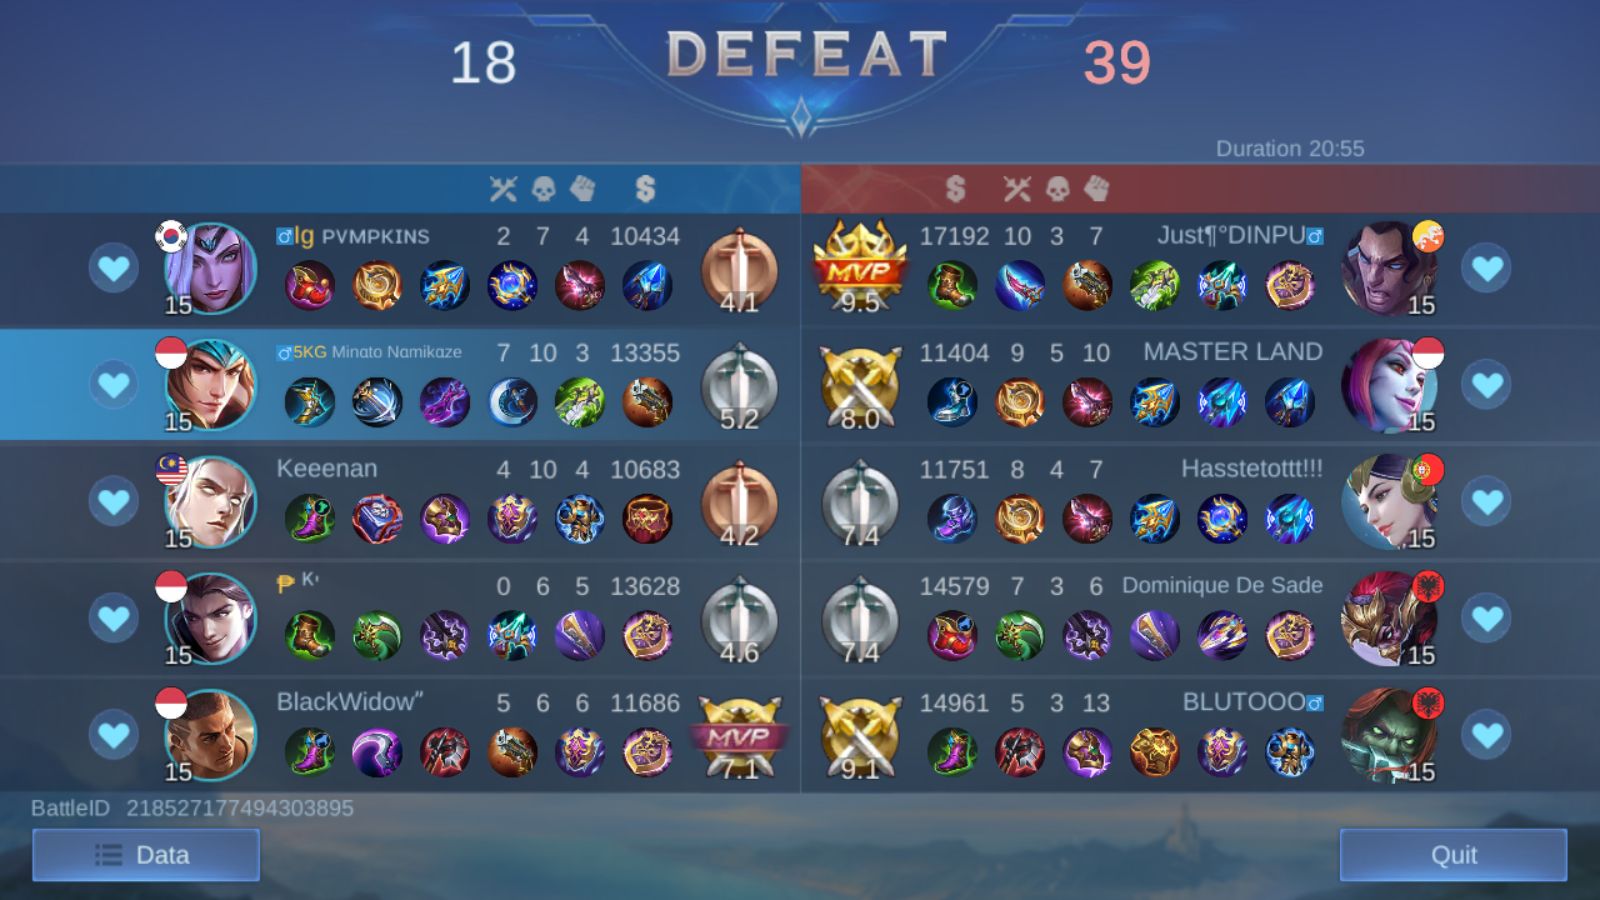 18 DEFEAT 39
Duration 20:55
lg PVMPKINS 2 7 4 10434
15 4.1
MVP 9.5
17192 10 3 7 Just¶°DINPU
15
5KG Minato Namikaze 7 10 3 13355
15 5.2
8.0
11404 9 5 10 MASTER LAND
15
Keeenan 4 10 4 10683
15 4.2
7.4
11751 8 4 7 Hasstetottt!!!
15
0 6 5 13628
15 4.6
7.4
14579 7 3 6 Dominique De Sade
15
BlackWidow” 5 6 6 11686
15 MVP 7.1
9.1
14961 5 3 13 BLUTOOO
15
BattleID 218527177494303895
Data
Quit